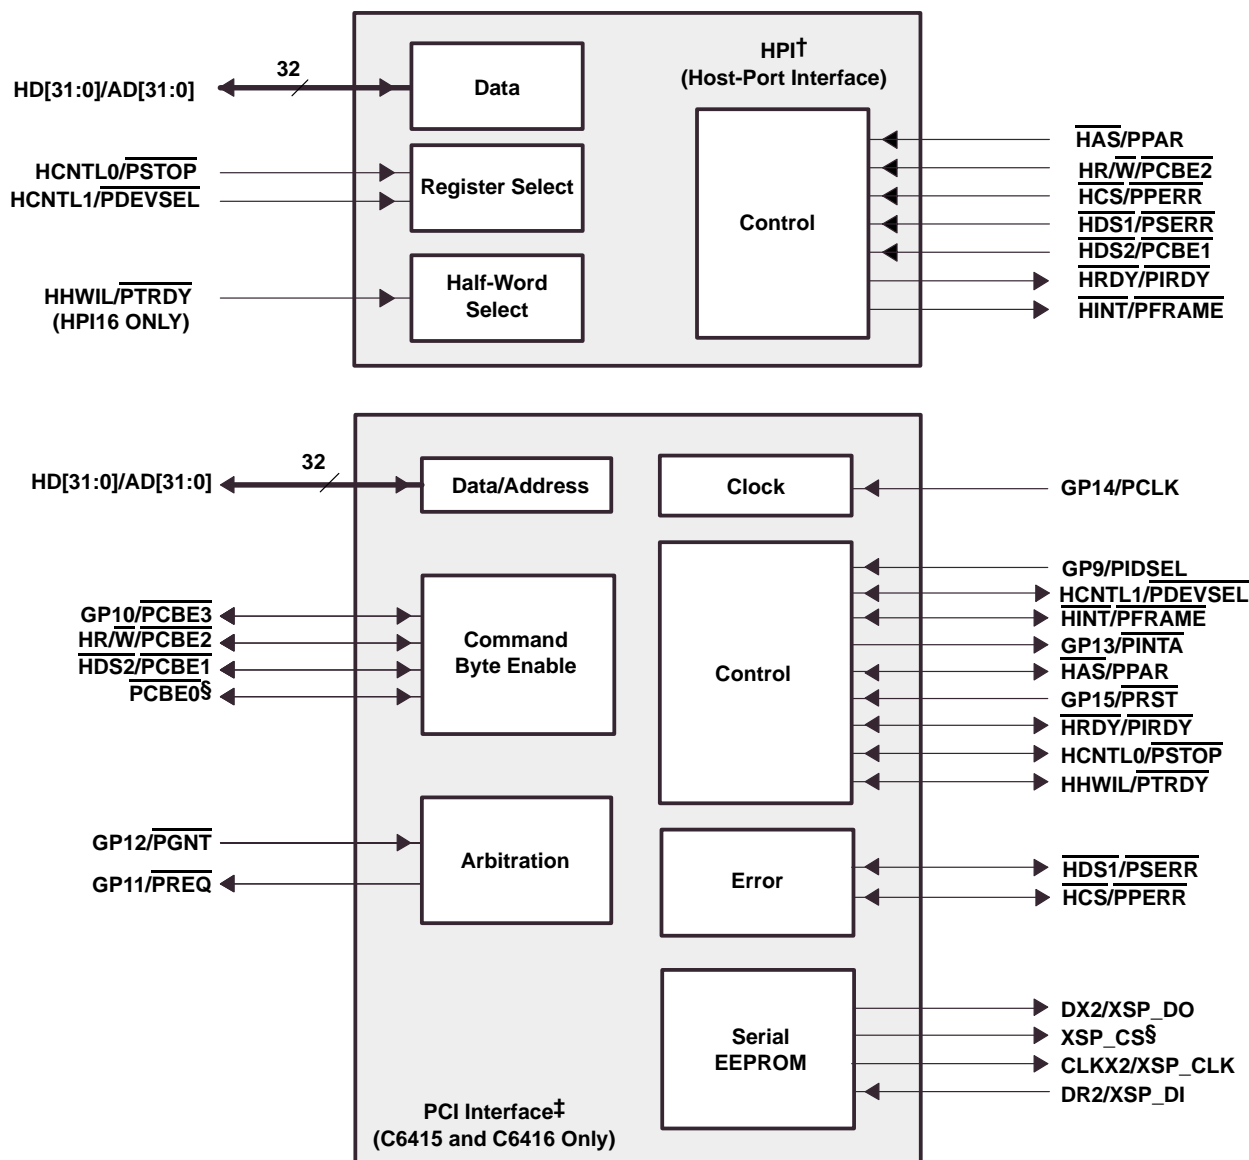 HPI†
(Host-Port Interface)
32
HD[31:0]/AD[31:0]
Data
HCNTL0/PSTOP
HCNTL1/PDEVSEL
Register Select
HHWIL/PTRDY
(HPI16 ONLY)
Half-Word
Select
Control
HAS/PPAR
HR/W/PCBE2
HCS/PPERR
HDS1/PSERR
HDS2/PCBE1
HRDY/PIRDY
HINT/PFRAME
32
HD[31:0]/AD[31:0]
Data/Address
Clock
GP14/PCLK
GP10/PCBE3
HR/W/PCBE2
HDS2/PCBE1
PCBE0§
Command
Byte Enable
Control
GP9/PIDSEL
HCNTL1/PDEVSEL
HINT/PFRAME
GP13/PINTA
HAS/PPAR
GP15/PRST
HRDY/PIRDY
HCNTL0/PSTOP
HHWIL/PTRDY
GP12/PGNT
GP11/PREQ
Arbitration
Error
HDS1/PSERR
HCS/PPERR
Serial
EEPROM
DX2/XSP_DO
XSP_CS§
CLKX2/XSP_CLK
DR2/XSP_DI
PCI Interface‡
(C6415 and C6416 Only)